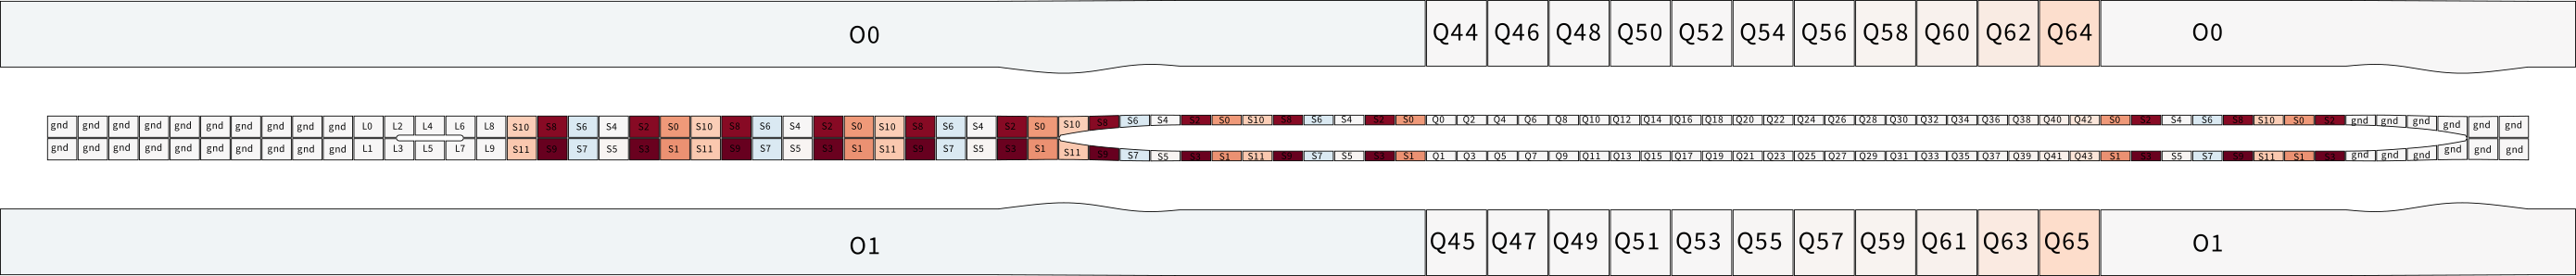 O0 Q44 Q46 Q48 Q50 Q52 Q54 Q56 Q58 Q60 Q62 Q64 O0
gnd gnd gnd gnd gnd gnd gnd gnd gnd gnd L0 L2 L4 L6 L8 S10 S8 S6 S4 S2 S0 S10 S8 S6 S4 S2 S0 S10 S8 S6 S4 S2 S0 S10 S8 S6 S4 S2 S0 S10 S8 S6 S4 S2 S0 Q0 Q2 Q4 Q6 Q8 Q10 Q12 Q14 Q16 Q18 Q20 Q22 Q24 Q26 Q28 Q30 Q32 Q34 Q36 Q38 Q40 Q42 S0 S2 S4 S6 S8 S10 S0 S2 gnd gnd gnd gnd gnd gnd
gnd gnd gnd gnd gnd gnd gnd gnd gnd gnd L1 L3 L5 L7 L9 S11 S9 S7 S5 S3 S1 S11 S9 S7 S5 S3 S1 S11 S9 S7 S5 S3 S1 S11 S9 S7 S5 S3 S1 S11 S9 S7 S5 S3 S1 Q1 Q3 Q5 Q7 Q9 Q11 Q13 Q15 Q17 Q19 Q21 Q23 Q25 Q27 Q29 Q31 Q33 Q35 Q37 Q39 Q41 Q43 S1 S3 S5 S7 S9 S11 S1 S3 gnd gnd gnd gnd gnd gnd
O1 Q45 Q47 Q49 Q51 Q53 Q55 Q57 Q59 Q61 Q63 Q65 O1